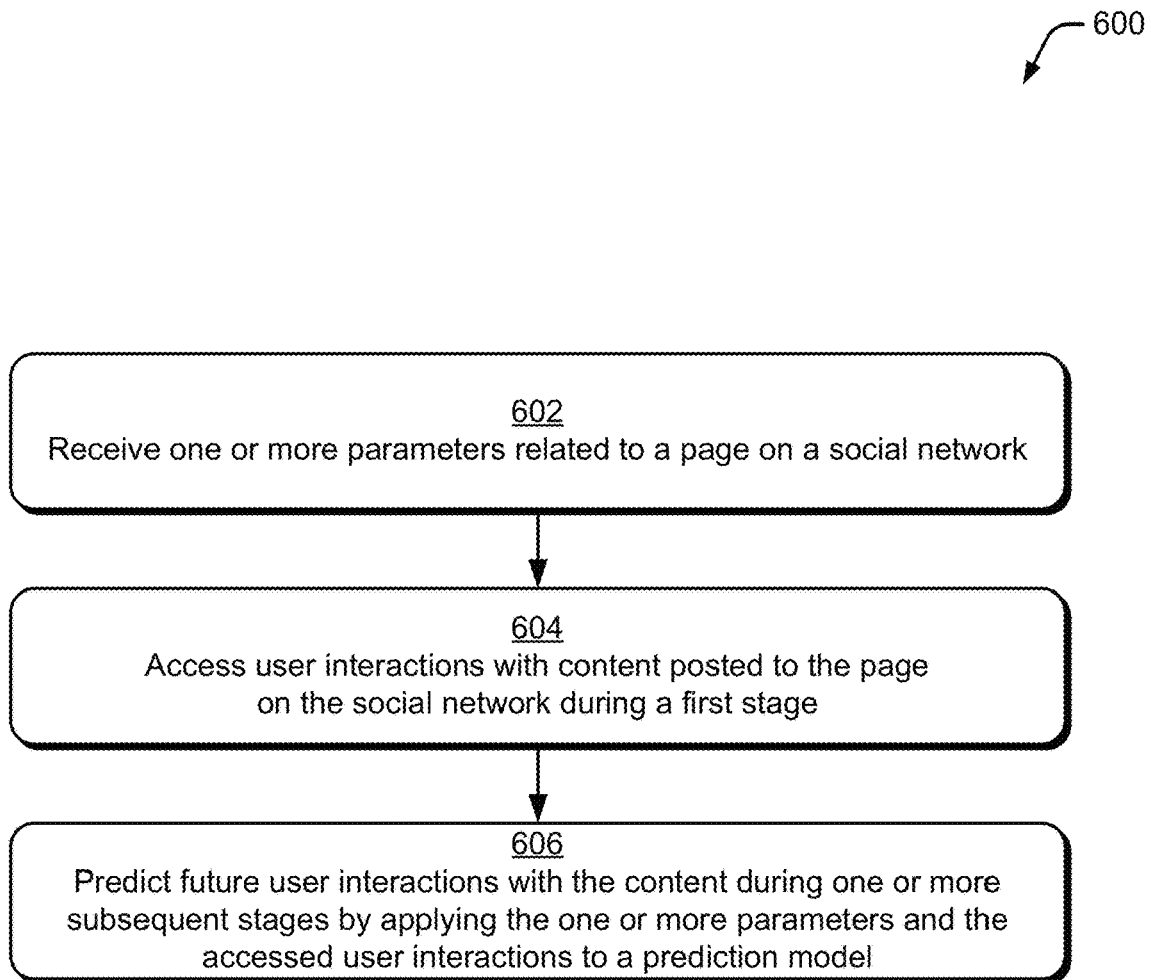 600
602
Receive one or more parameters related to a page on a social network
604
Access user interactions with content posted to the page
on the social network during a first stage
606
Predict future user interactions with the content during one or more
subsequent stages by applying the one or more parameters and the
accessed user interactions to a prediction model